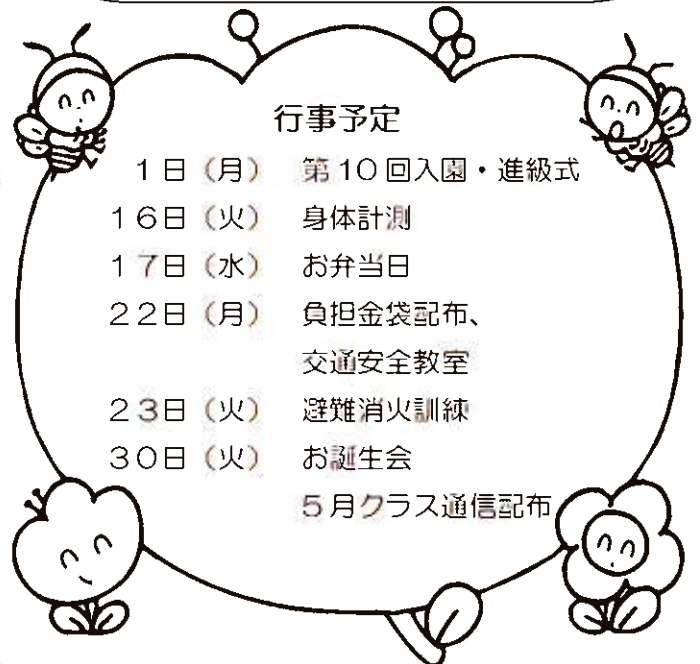 行事予定
1日（月） 第10回入園・進級式
16日（火） 身体計測
17日（水） お弁当日
22日（月） 負担金袋配布、
交通安全教室
23日（火） 避難消火訓練
30日（火） お誕生会
5月クラス通信配布